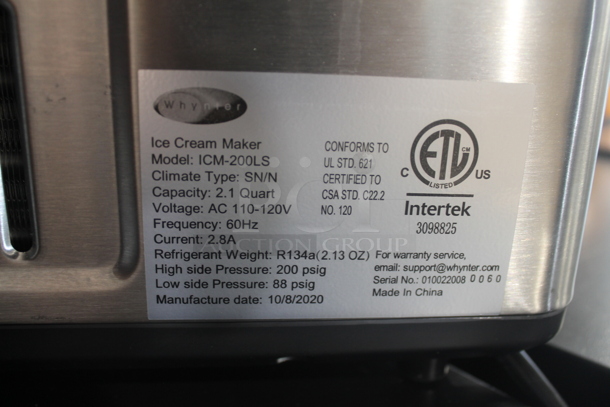 Whynter
Ice Cream Maker
Model: ICM-200LS
Climate Type: SN/N
Capacity: 2.1 Quart
Voltage: AC 110-120V
Frequency: 60Hz
Current: 2.8A
Refrigerant Weight: R134a(2.13 OZ)
High side Pressure: 200 psig
Low side Pressure: 88 psig
Manufacture date: 10/8/2020
CONFORMS TO
UL STD. 621
CERTIFIED TO
CSA STD. C22.2
NO. 120
ETL CM
C US
LISTED
Intertek
3098825
For warranty service,
email: support@whynter.com
Serial No.: 010022008 0060
Made In China
AUCTION GROUP